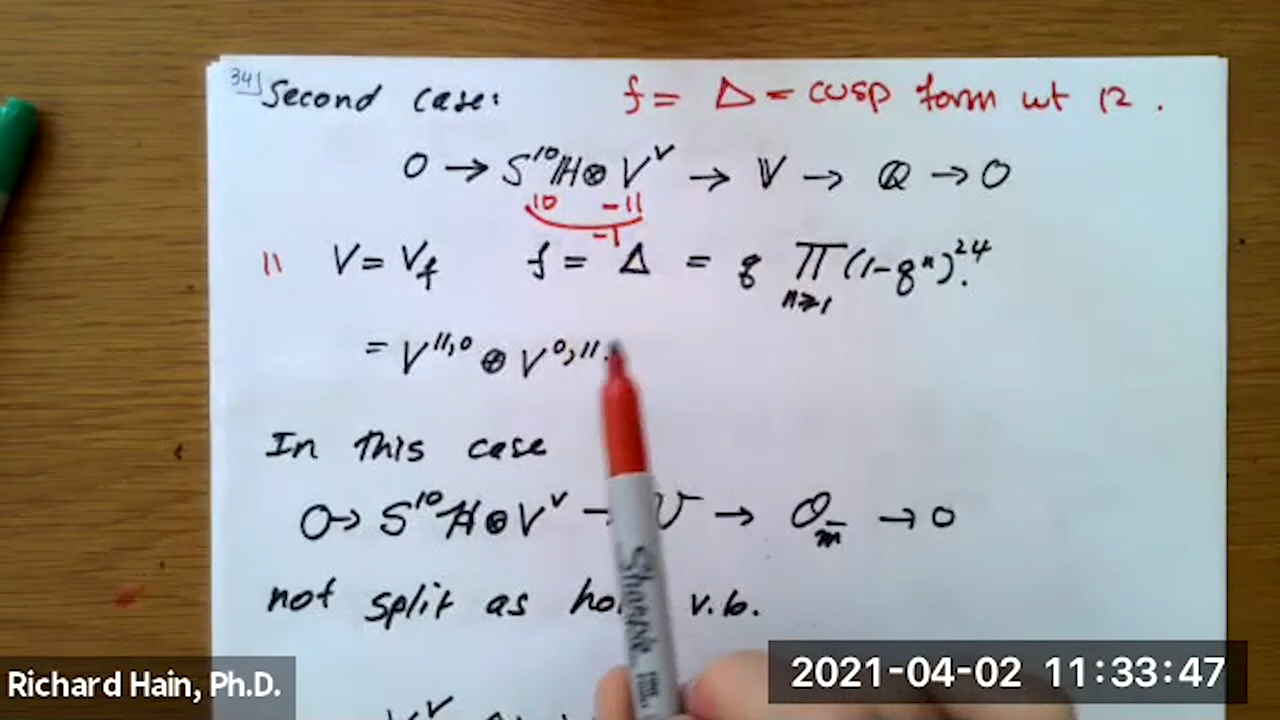 34) Second case: f = Δ = cusp form wt 12.
0 → S¹⁰ℍ⊗V^∨ → 𝕍 → ℚ → 0
10 -11
-1
11 V = V_f f = Δ = q ∏_{n≥1} (1-qⁿ)²⁴.
= V^{11,0} ⊕ V^{0,11}.
In this case
0 → S¹⁰ℋ⊗V^∨ → 𝒱 → 𝒪_{m̄} → 0
not split as v.b.
Richard Hain, Ph.D.
2021-04-02 11:33:47
Sharpie